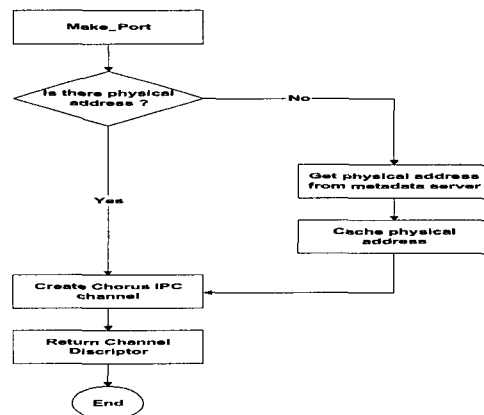 Make_Port
Is there physical
address ?
No
Yes
Get physical address
from metadata server
Cache physical
address
Create Chorus IPC
channel
Return Channel
Discriptor
End